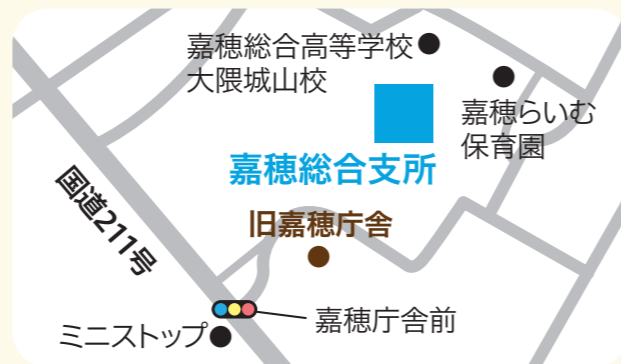 嘉穂総合高等学校
大隈城山校
嘉穂らいむ
保育園
嘉穂総合支所
国道211号
旧嘉穂庁舎
嘉穂庁舎前
ミニストップ